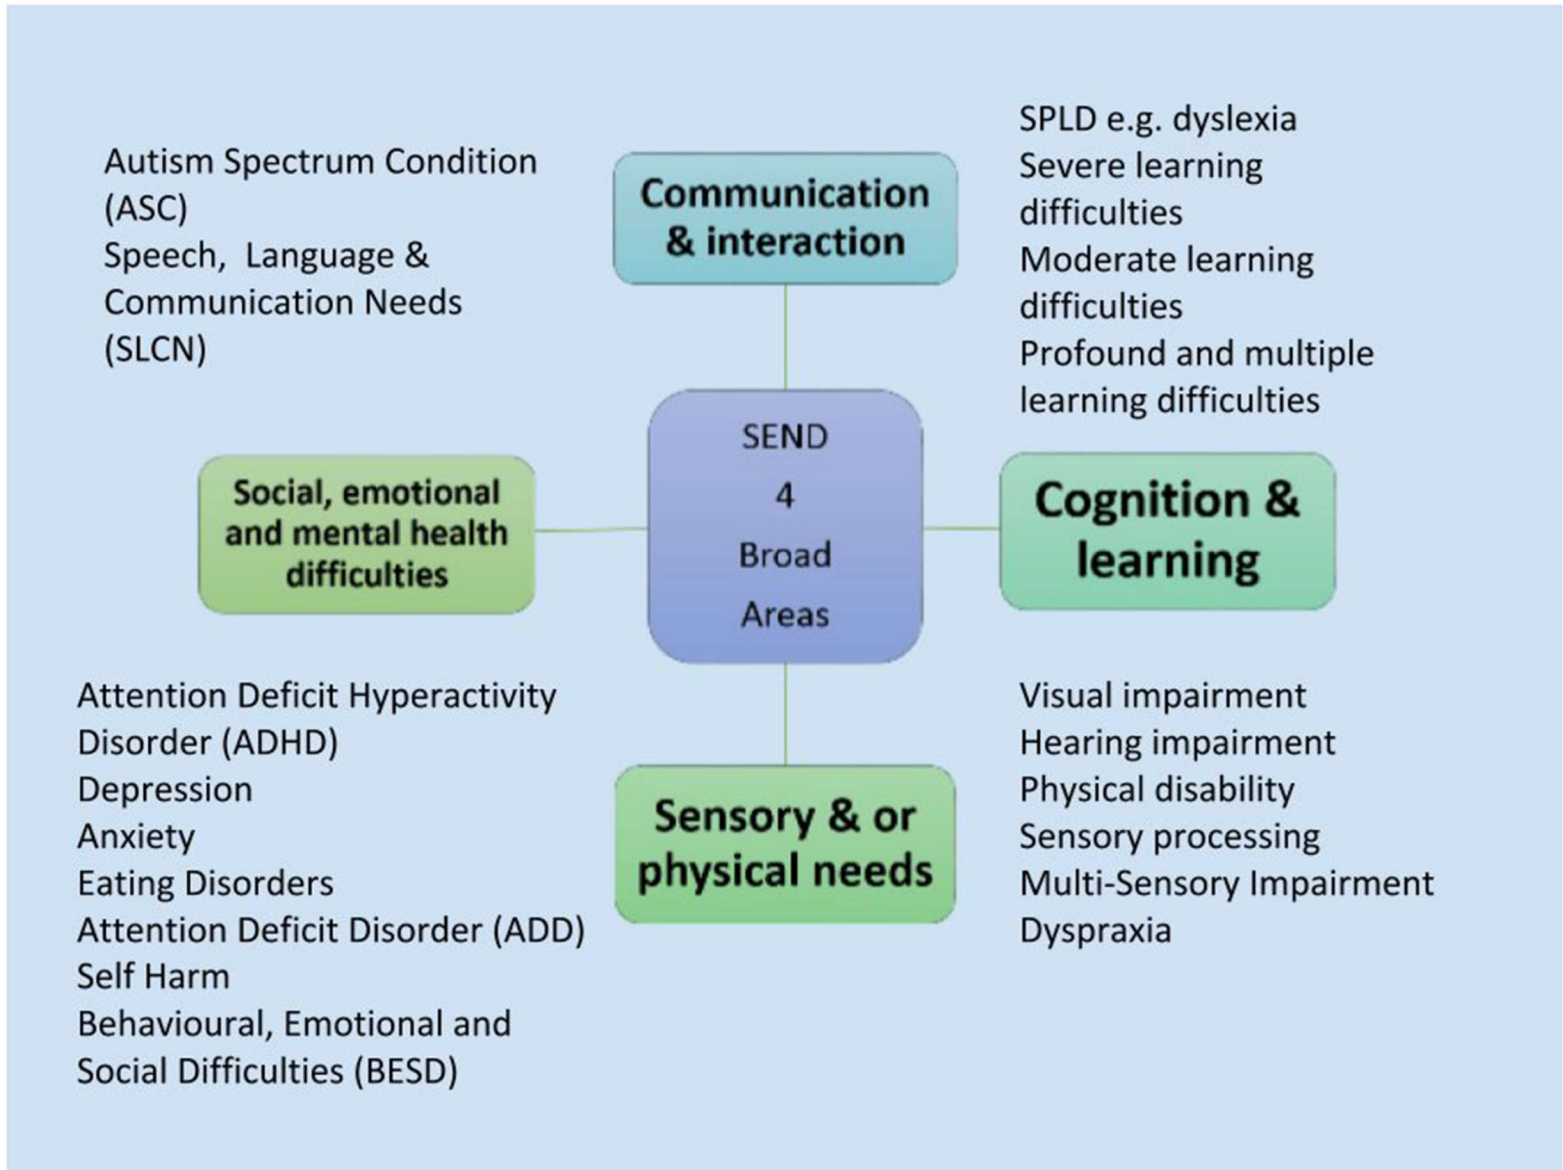 Autism Spectrum Condition
(ASC)
Speech,  Language &
Communication Needs
(SLCN)
Communication
& interaction
SPLD e.g. dyslexia
Severe learning
difficulties
Moderate learning
difficulties
Profound and multiple
learning difficulties
Social, emotional
and mental health
difficulties
SEND
4
Broad
Areas
Cognition &
learning
Attention Deficit Hyperactivity
Disorder (ADHD)
Depression
Anxiety
Eating Disorders
Attention Deficit Disorder (ADD)
Self Harm
Behavioural, Emotional and
Social Difficulties (BESD)
Sensory & or
physical needs
Visual impairment
Hearing impairment
Physical disability
Sensory processing
Multi-Sensory Impairment
Dyspraxia